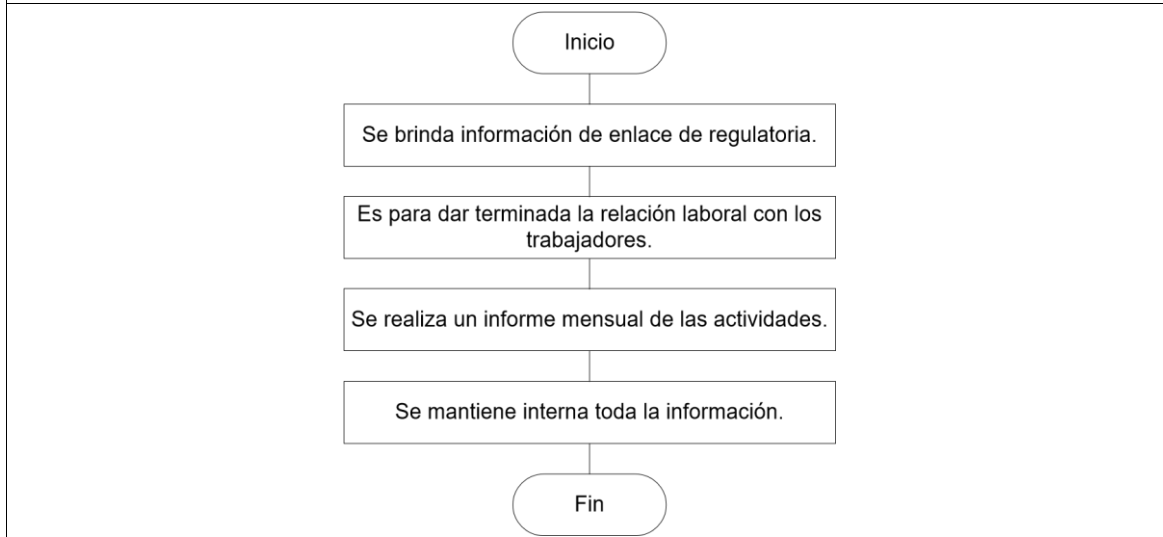 Inicio
Se brinda información de enlace de regulatoria.
Es para dar terminada la relación laboral con los
trabajadores.
Se realiza un informe mensual de las actividades.
Se mantiene interna toda la información.
Fin